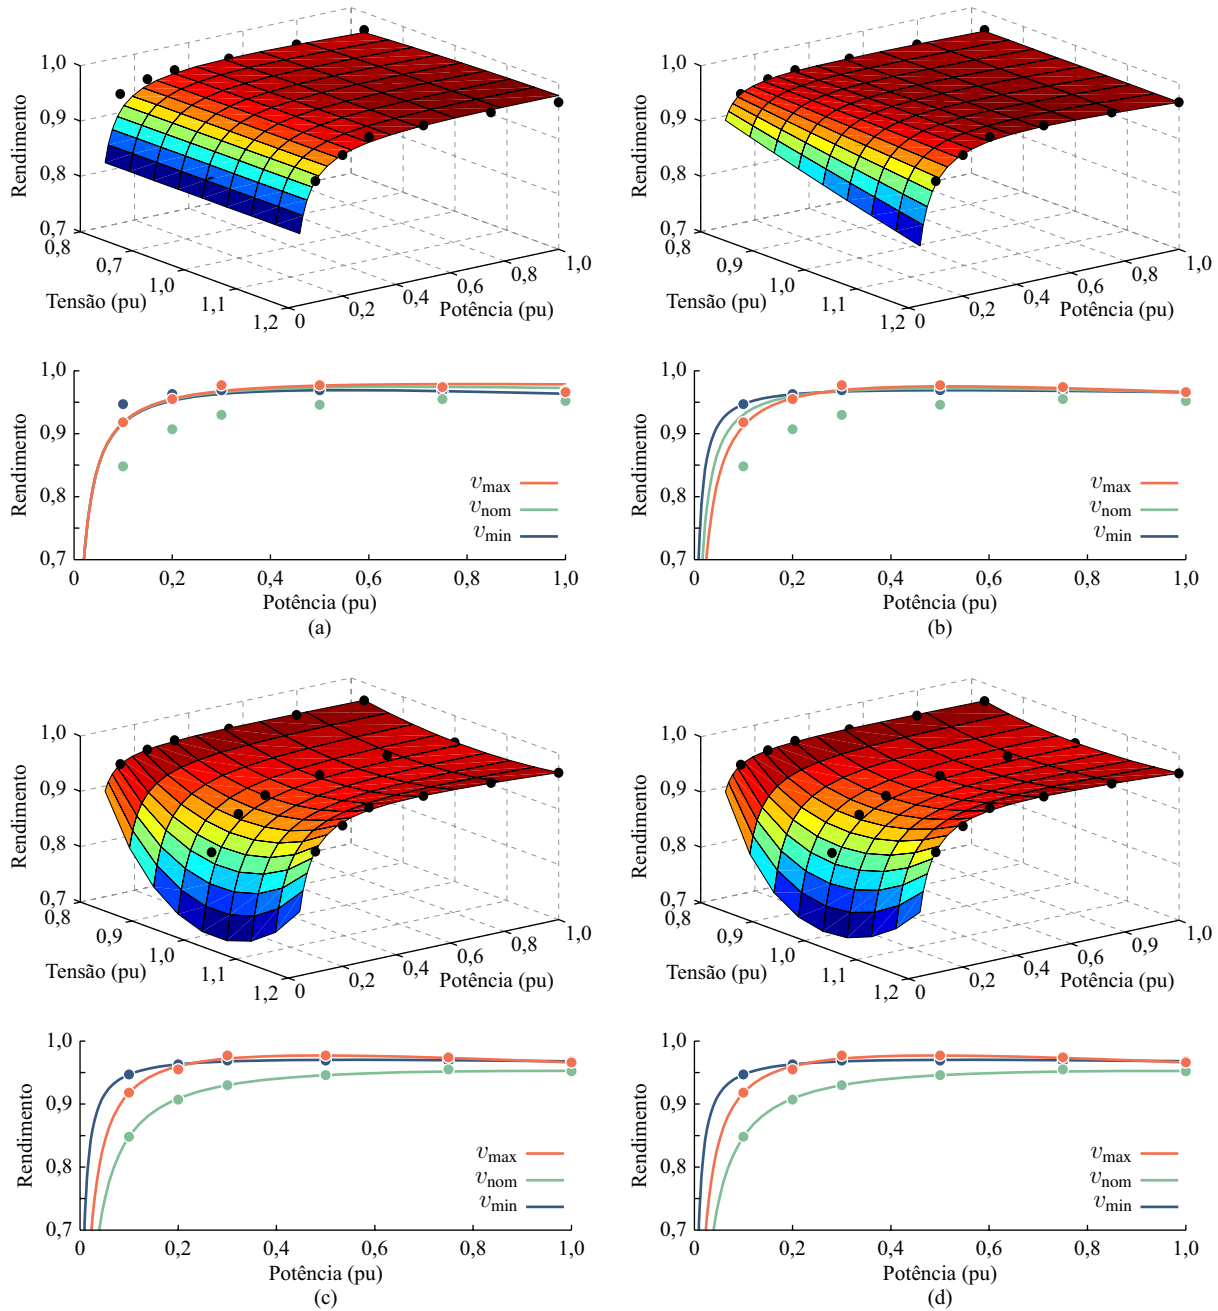 1,0
0,9
0,8
0,7
Rendimento
0,8
0,7
1,0
1,1
1,2
Tensão (pu)
0
0,2
0,4
0,6
0,8
1,0
Potência (pu)
1,0
0,9
0,8
0,7
Rendimento
vmax
vnom
vmin
0
0,2
0,4
0,6
0,8
1,0
Potência (pu)
(a)
1,0
0,9
0,8
0,7
Rendimento
0,8
0,9
1,0
1,1
1,2
Tensão (pu)
0
0,2
0,4
0,6
0,8
1,0
Potência (pu)
1,0
0,9
0,8
0,7
Rendimento
vmax
vnom
vmin
0
0,2
0,4
0,6
0,8
1,0
Potência (pu)
(b)
1,0
0,9
0,8
0,7
Rendimento
0,8
0,9
1,0
1,1
1,2
Tensão (pu)
0
0,2
0,4
0,6
0,8
1,0
Potência (pu)
1,0
0,9
0,8
0,7
Rendimento
vmax
vnom
vmin
0
0,2
0,4
0,6
0,8
1,0
Potência (pu)
(c)
1,0
0,9
0,8
0,7
Rendimento
0,8
0,9
1,0
1,1
1,2
Tensão (pu)
0
0,2
0,4
0,6
0,9
1,0
Potência (pu)
1,0
0,9
0,8
0,7
Rendimento
vmax
vnom
vmin
0
0,2
0,4
0,6
0,8
1,0
Potência (pu)
(d)